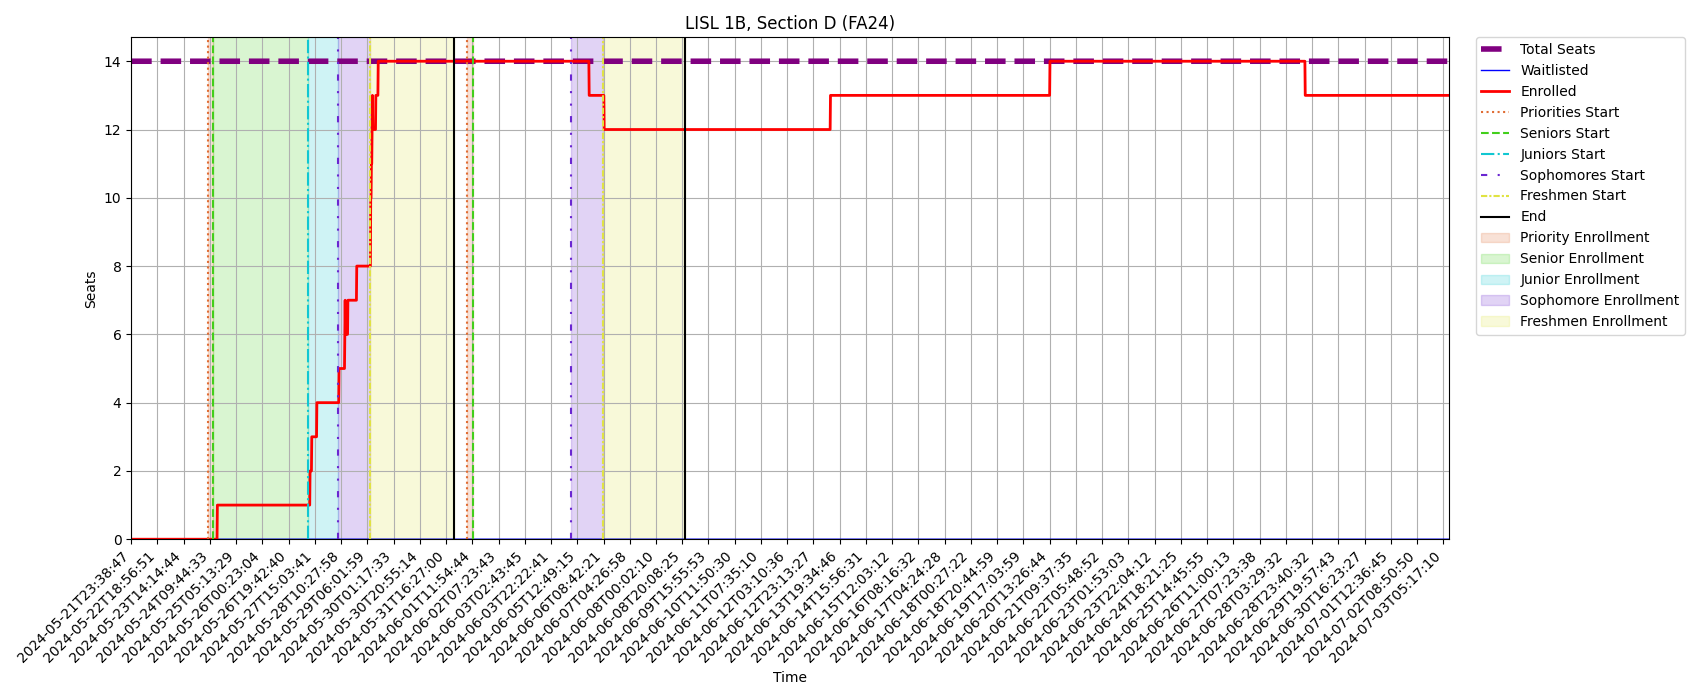 LISL 1B, Section D (FA24)
Seats
14
12
10
8
6
4
2
0
2024-05-21T23:38:47
2024-05-22T18:56:51
2024-05-23T14:14:44
2024-05-24T09:44:33
2024-05-25T05:13:29
2024-05-26T00:23:04
2024-05-26T19:42:40
2024-05-27T15:03:41
2024-05-28T10:27:58
2024-05-29T06:01:59
2024-05-30T01:17:33
2024-05-30T20:55:14
2024-05-31T16:27:00
2024-06-01T11:54:44
2024-06-02T07:23:43
2024-06-03T02:43:45
2024-06-03T22:22:41
2024-06-05T12:49:15
2024-06-06T08:42:21
2024-06-07T04:26:58
2024-06-08T00:02:16
2024-06-08T20:08:25
2024-06-09T15:55:53
2024-06-10T11:50:30
2024-06-11T07:35:10
2024-06-12T03:10:36
2024-06-12T23:13:27
2024-06-13T19:34:46
2024-06-14T15:56:31
2024-06-15T12:03:12
2024-06-16T08:16:32
2024-06-17T04:24:28
2024-06-18T00:27:22
2024-06-18T20:44:59
2024-06-19T17:03:59
2024-06-20T13:26:44
2024-06-21T09:37:35
2024-06-22T05:48:52
2024-06-23T01:53:03
2024-06-23T22:04:12
2024-06-24T18:21:25
2024-06-25T14:45:55
2024-06-26T11:00:13
2024-06-27T07:23:38
2024-06-28T03:29:32
2024-06-28T23:40:32
2024-06-29T19:57:43
2024-06-30T16:23:27
2024-07-01T12:36:45
2024-07-02T08:50:50
2024-07-03T05:17:10
Time
Total Seats
Waitlisted
Enrolled
Priorities Start
Seniors Start
Juniors Start
Sophomores Start
Freshmen Start
End
Priority Enrollment
Senior Enrollment
Junior Enrollment
Sophomore Enrollment
Freshmen Enrollment